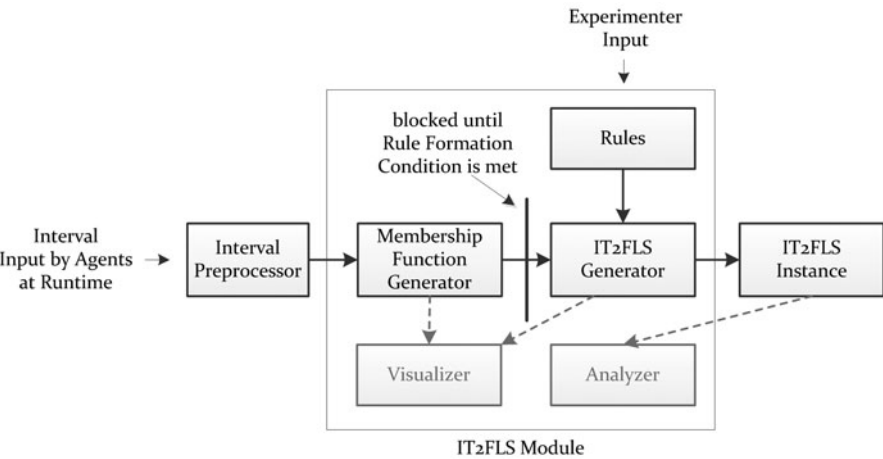 Experimenter
Input
blocked until
Rule Formation
Condition is met
Rules
Interval
Input by Agents
at Runtime
Interval
Preprocessor
Membership
Function
Generator
IT2FLS
Generator
IT2FLS
Instance
Visualizer
Analyzer
IT2FLS Module